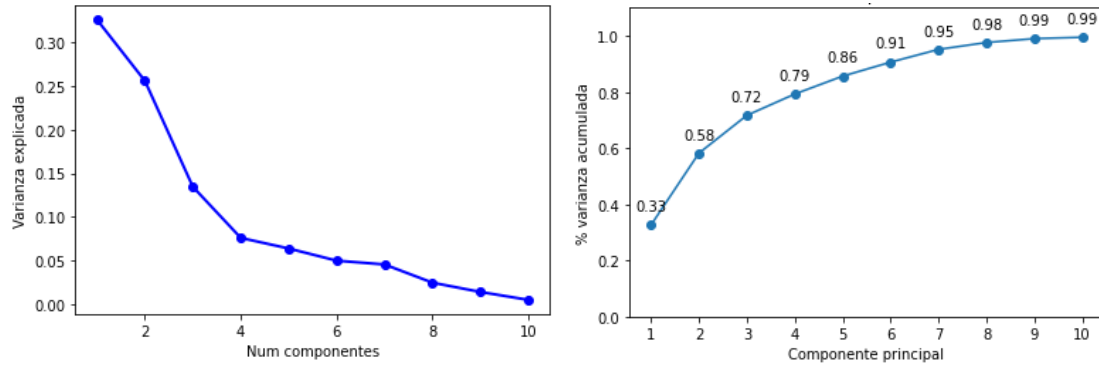 0.30
0.25
0.20
0.15
0.10
0.05
0.00
Varianza explicada
2 4 6 8 10
Num componentes
1.0
0.8
0.6
0.4
0.2
0.0
% varianza acumulada
0.33 0.58 0.72 0.79 0.86 0.91 0.95 0.98 0.99 0.99
1 2 3 4 5 6 7 8 9 10
Componente principal